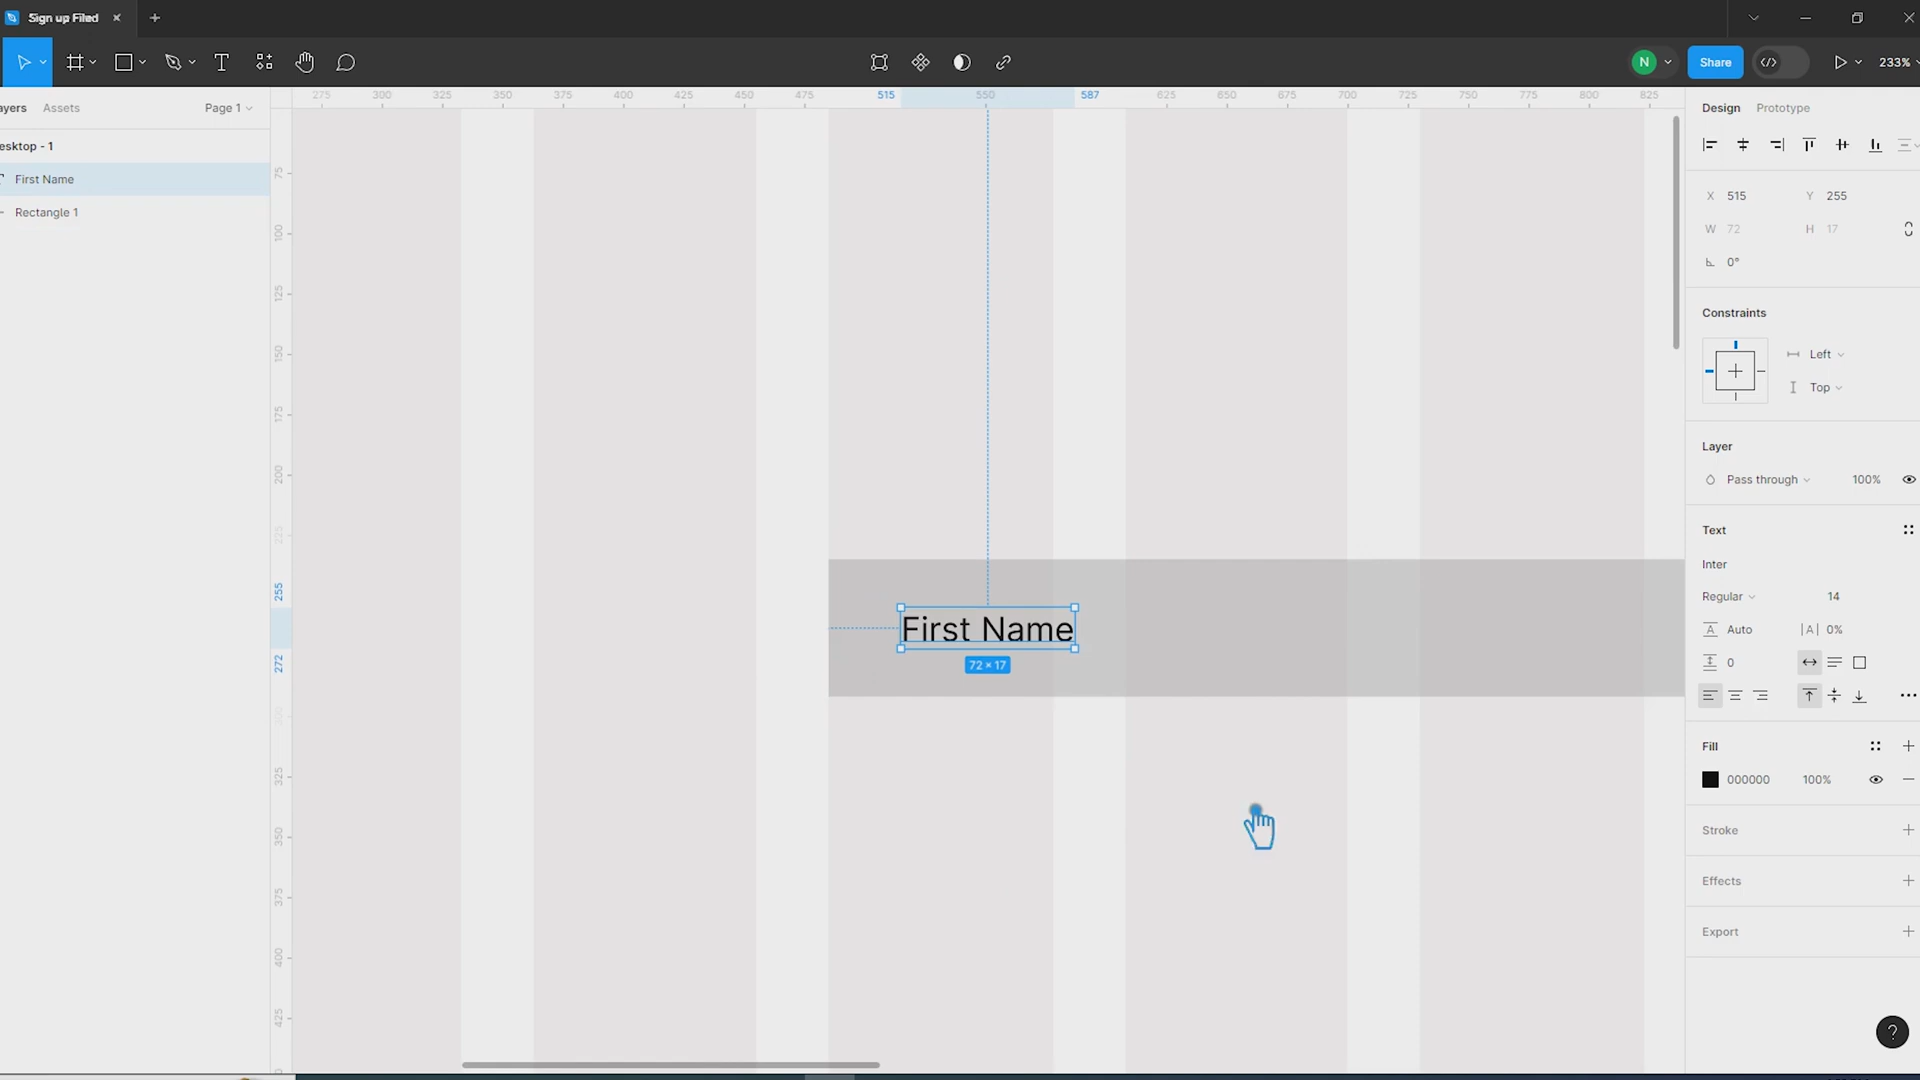 Sign up Filed
N
Share
233%
ayers Assets Page 1
esktop - 1
First Name
Rectangle 1
275 300 325 350 375 400 425 450 475 515 550 587 625 650 675 700 725 750 775 800 825
75
100
125
150
175
200
225
255
272
300
325
350
375
400
425
First Name
72 × 17
Design Prototype
X 515 Y 255
W 72 H 17
0°
Constraints
Left
Top
Layer
Pass through 100%
Text
Inter
Regular 14
A Auto |A| 0%
0
Fill
000000 100%
Stroke
Effects
Export
?